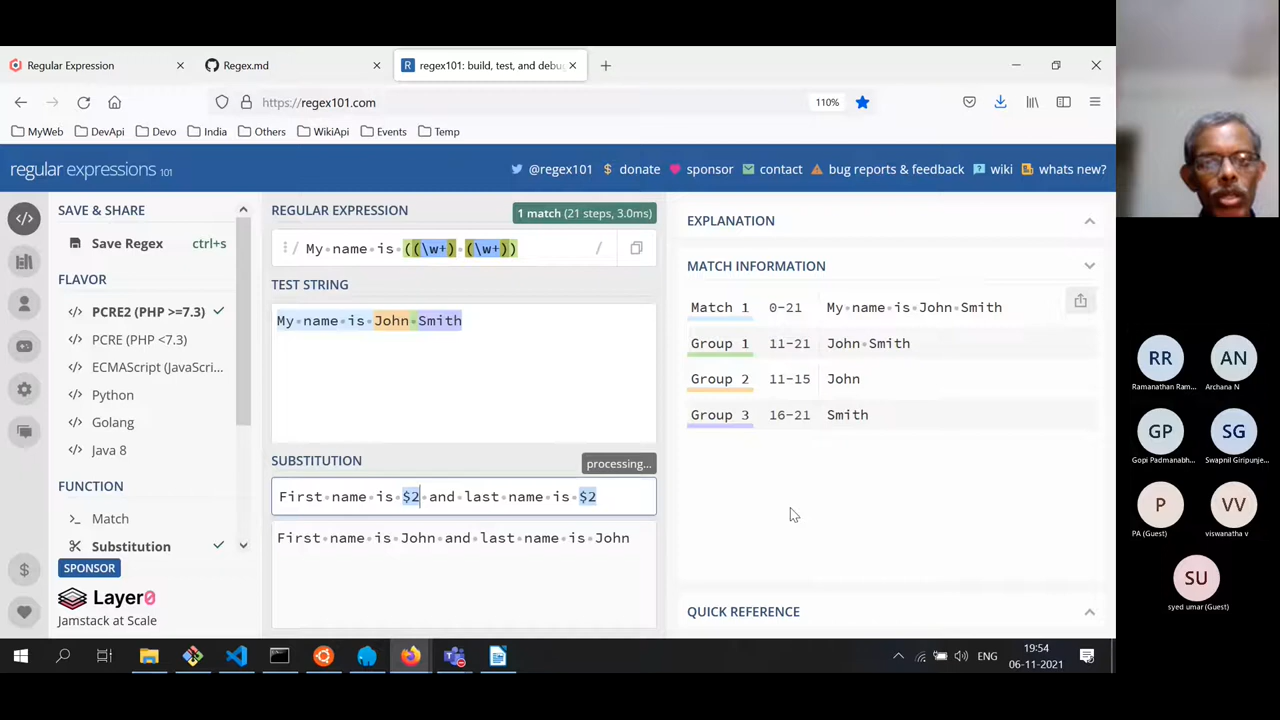 Regular Expression
Regex.md
regex101: build, test, and debu
https://regex101.com
110%
MyWeb
DevApi
Devo
India
Others
WikiApi
Events
Temp
regular expressions 101
@regex101
$ donate
sponsor
contact
bug reports & feedback
wiki
whats new?
SAVE & SHARE
Save Regex ctrl+s
FLAVOR
</> PCRE2 (PHP >=7.3)
</> PCRE (PHP <7.3)
</> ECMAScript (JavaScri...
</> Python
</> Golang
</> Java 8
FUNCTION
>_ Match
Substitution
SPONSOR
Layer0
Jamstack at Scale
REGULAR EXPRESSION
1 match (21 steps, 3.0ms)
/ My·name·is·((\w+)·(\w+)) /
TEST STRING
My·name·is·John·Smith
SUBSTITUTION
processing...
First·name·is·$2·and·last·name·is·$2
First·name·is·John·and·last·name·is·John
EXPLANATION
MATCH INFORMATION
Match 1 0-21 My·name·is·John·Smith
Group 1 11-21 John·Smith
Group 2 11-15 John
Group 3 16-21 Smith
QUICK REFERENCE
ENG
19:54
06-11-2021
RR
Ramanathan Ram...
AN
Archana N
GP
Gopi Padmanabh...
SG
Swapnil Giripunje...
P
PA (Guest)
VV
viswanatha v
SU
syed umar (Guest)